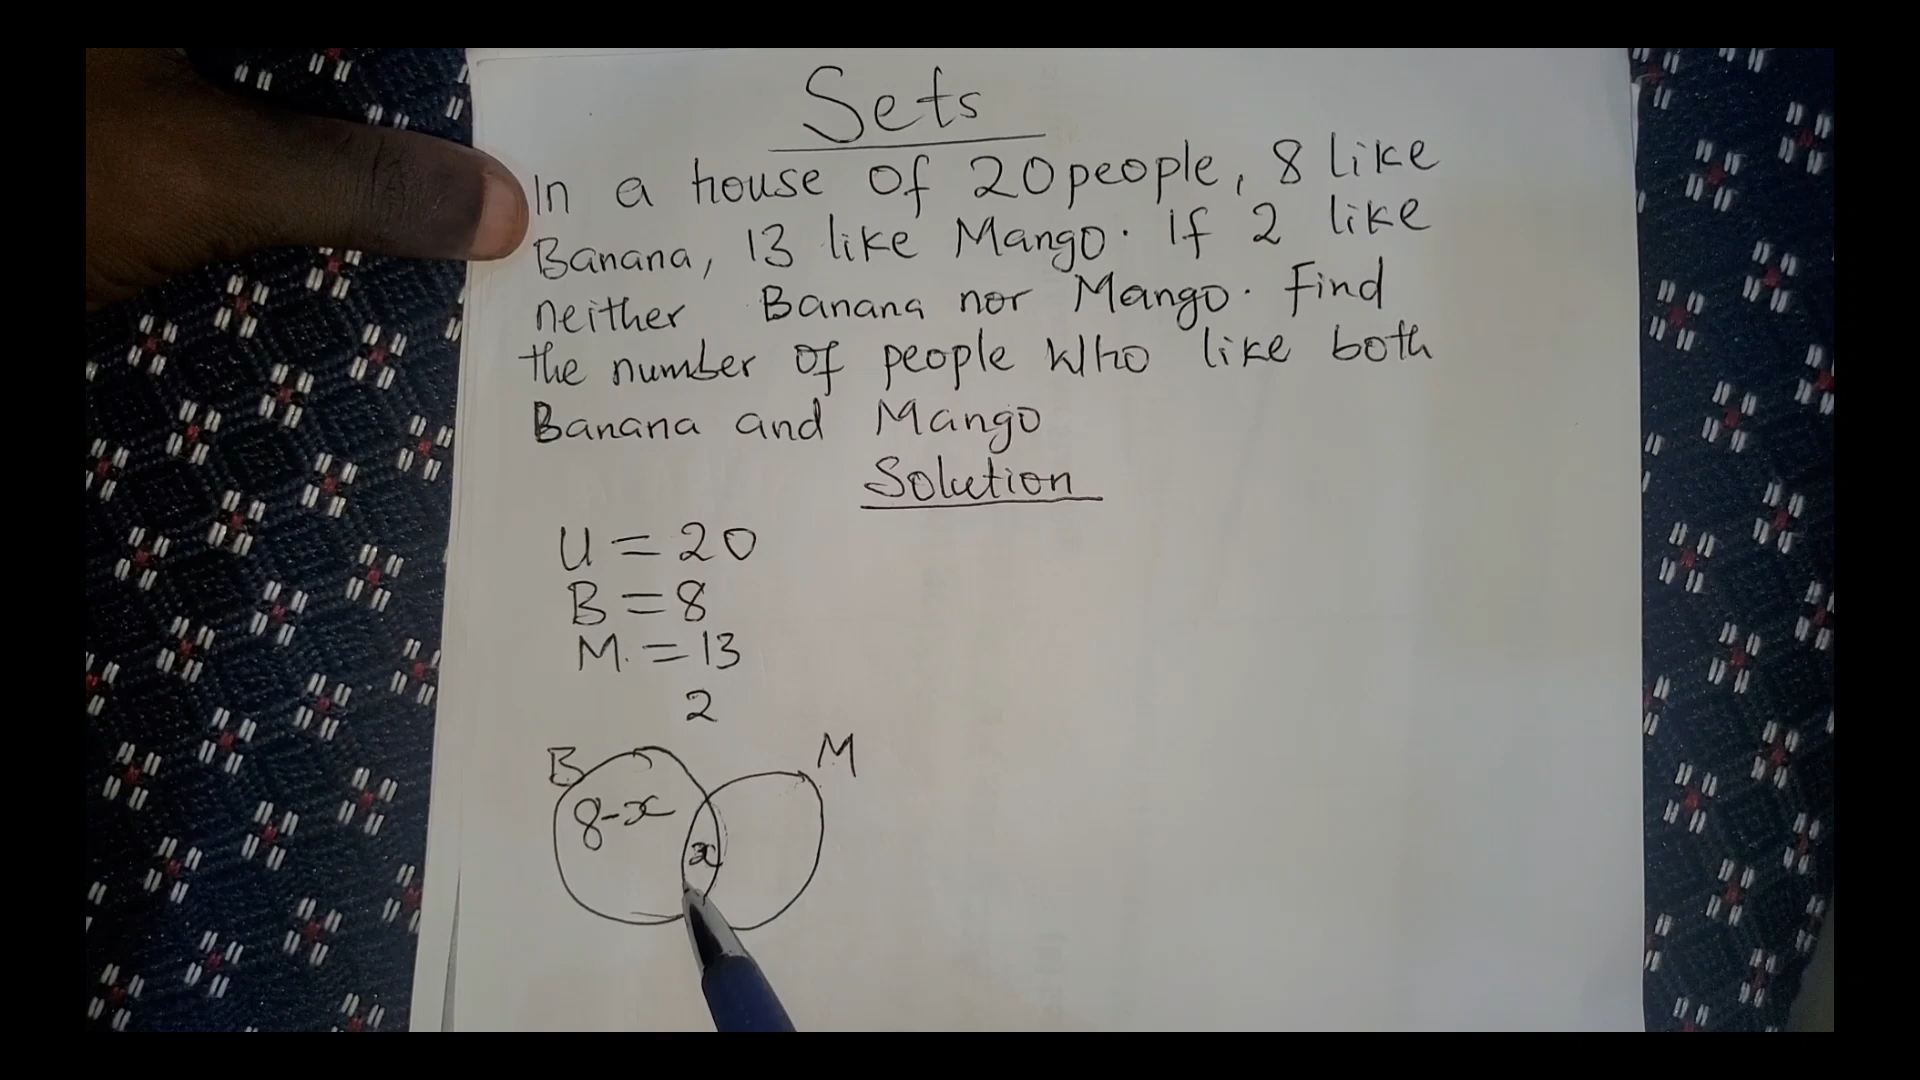 Sets
In a house of 20 people, 8 like
Banana, 13 like Mango. If 2 like
neither Banana nor Mango. Find
the number of people who like both
Banana and Mango
Solution
U = 20
B = 8
M. = 13
2
B M
8-x
x